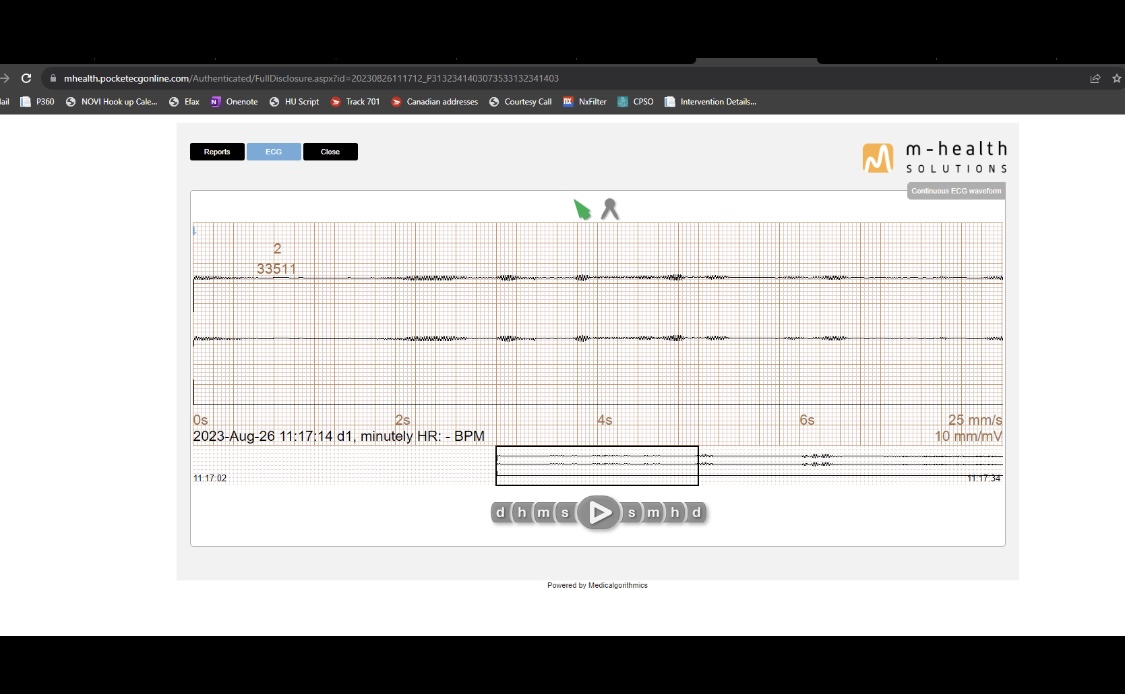 mhealth.pocketecgonline.com/Authenticated/FullDisclosure.aspx?id=20230826111712_P3132341403073533132341403
ail P360 NOVI Hook up Cale... Efax Onenote HU Script Track 701 Canadian addresses Courtesy Call NxFilter CPSO Intervention Details...
Reports ECG Close
m-health
SOLUTIONS
Continuous ECG waveform
2
33511
0s 2s 4s 6s 25 mm/s
2023-Aug-26 11:17:14 d1, minutely HR: - BPM 10 mm/mV
11:17:02 11:17:34
d h m s s m h d
Powered by Medicalgorithmics